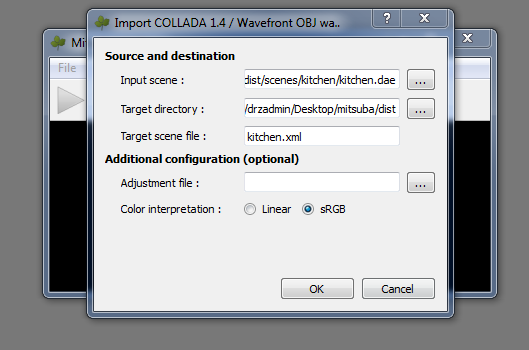 Import COLLADA 1.4 / Wavefront OBJ wa..
File
Source and destination
Input scene : dist/scenes/kitchen/kitchen.dae ...
Target directory : /drzadmin/Desktop/mitsuba/dist ...
Target scene file : kitchen.xml
Additional configuration (optional)
Adjustment file : ...
Color interpretation : Linear sRGB
OK Cancel